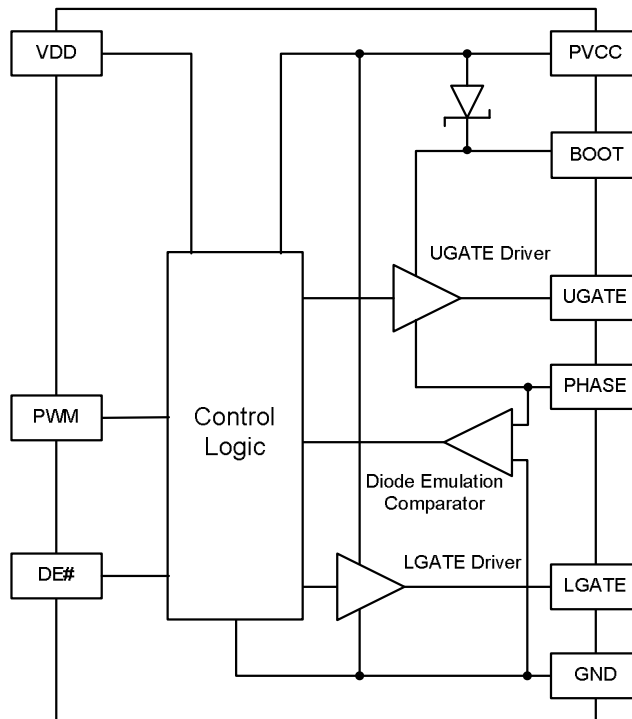 VDD
PVCC
BOOT
UGATE Driver
UGATE
PHASE
PWM
Control
Logic
Diode Emulation
Comparator
DE#
LGATE Driver
LGATE
GND